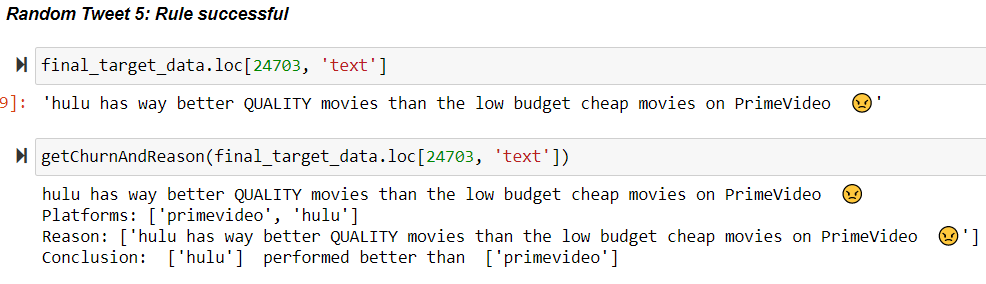 Random Tweet 5: Rule successful
final_target_data.loc[24703, 'text']
9]: 'hulu has way better QUALITY movies than the low budget cheap movies on PrimeVideo 😠'
getChurnAndReason(final_target_data.loc[24703, 'text'])
hulu has way better QUALITY movies than the low budget cheap movies on PrimeVideo 😠
Platforms: ['primevideo', 'hulu']
Reason: ['hulu has way better QUALITY movies than the low budget cheap movies on PrimeVideo 😠']
Conclusion:  ['hulu']  performed better than  ['primevideo']